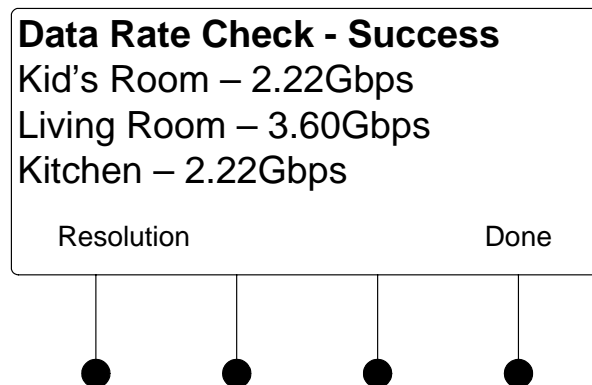 Data Rate Check - Success
Kid's Room – 2.22Gbps
Living Room – 3.60Gbps
Kitchen – 2.22Gbps
Resolution Done